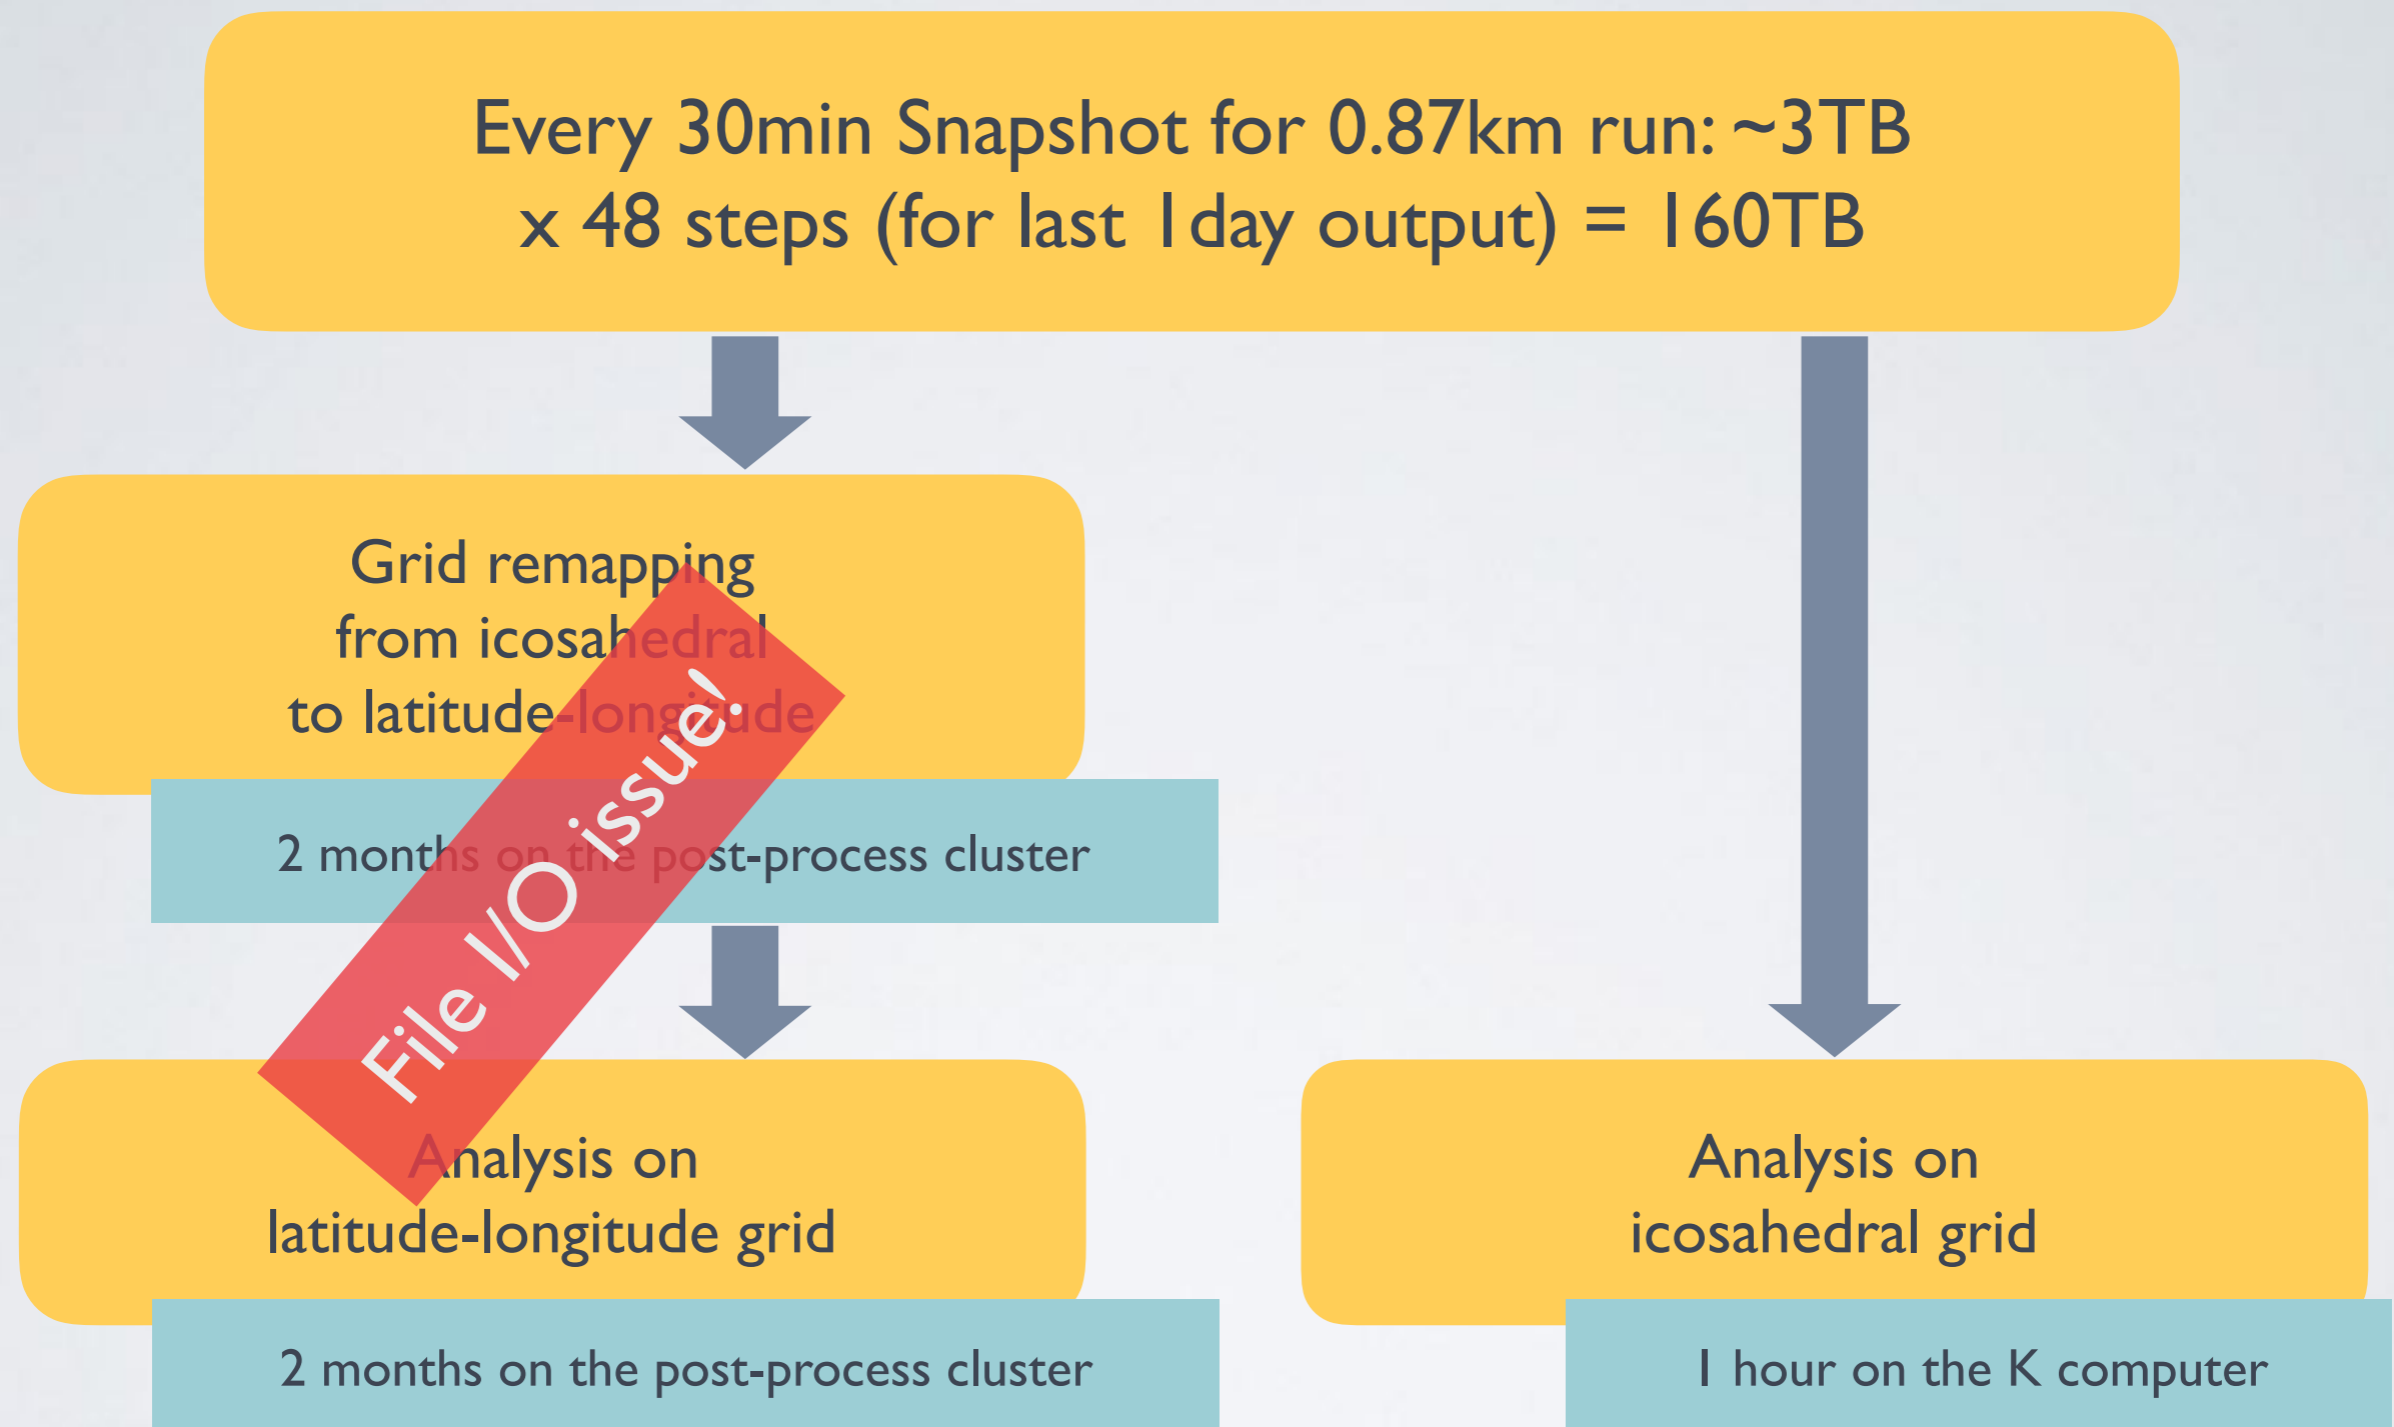 Every 30min Snapshot for 0.87km run: ~3TB
x 48 steps (for last 1day output) = 160TB
Grid remapping
from icosahedral
to latitude-longitude
File I/O issue!
2 months on the post-process cluster
Analysis on
latitude-longitude grid
2 months on the post-process cluster
Analysis on
icosahedral grid
1 hour on the K computer